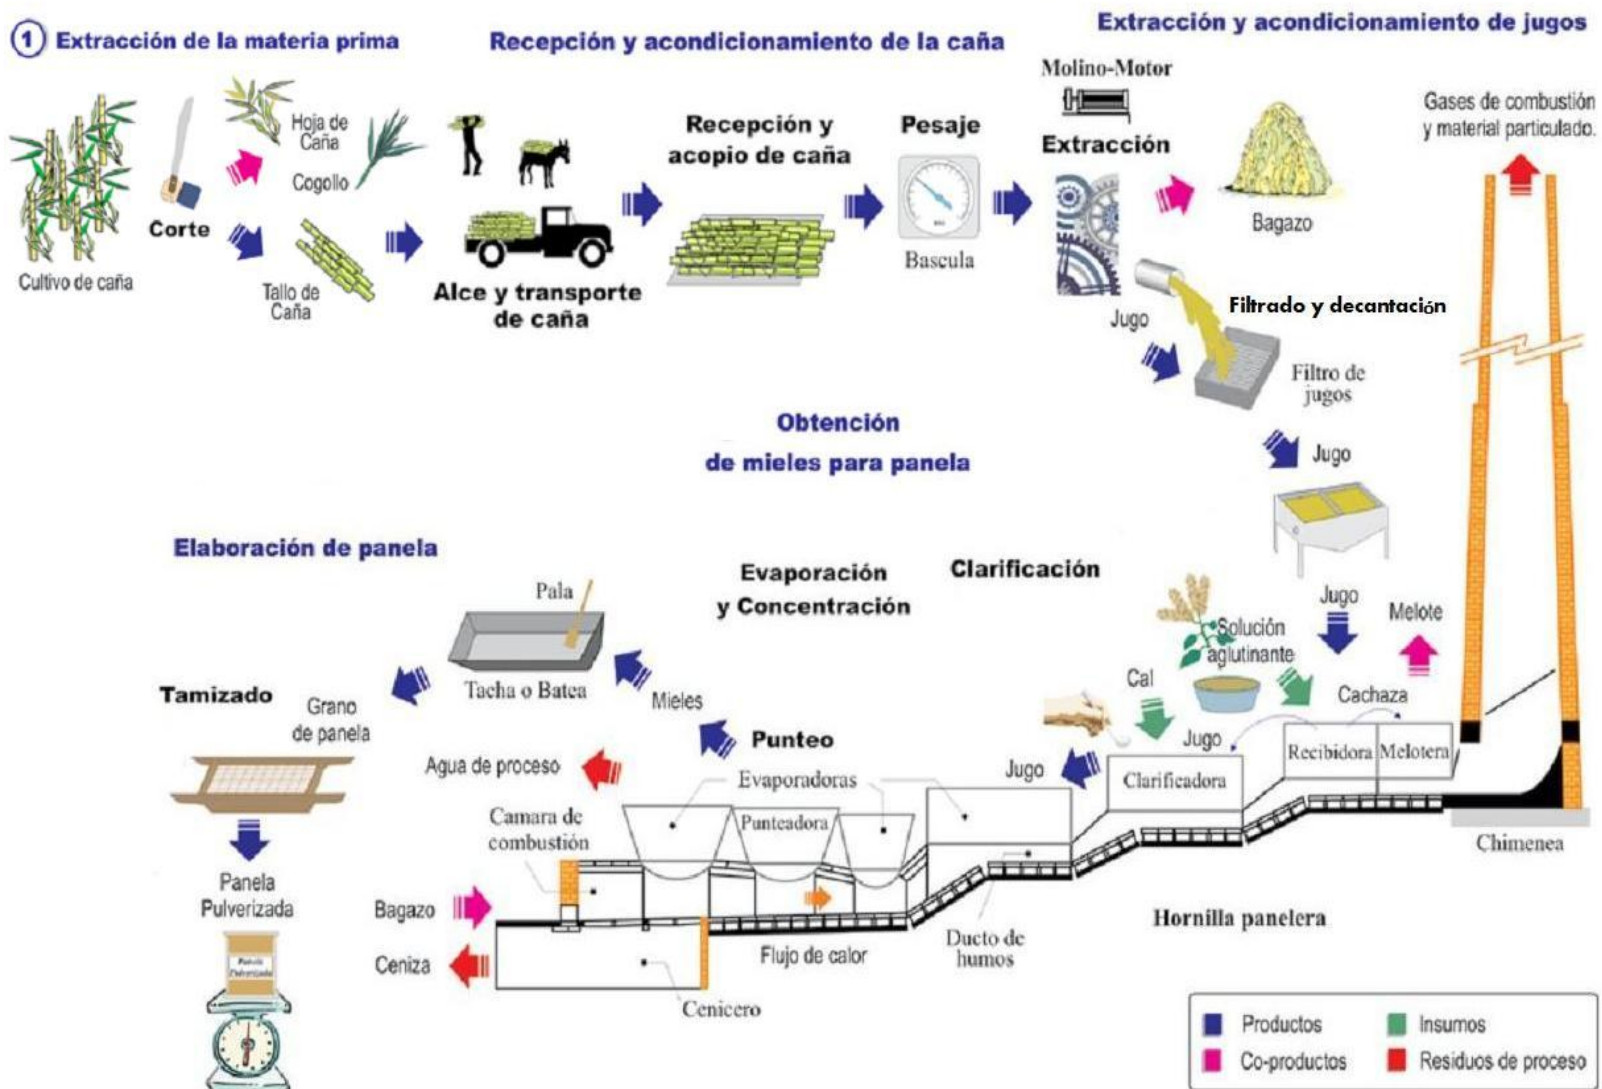 1 Extracción de la materia prima
Recepción y acondicionamiento de la caña
Extracción y acondicionamiento de jugos
Hoja de
Caña
Cogollo
Corte
Cultivo de caña
Tallo de
Caña
Alce y transporte
de caña
Recepción y
acopio de caña
Pesaje
Bascula
Molino-Motor
Extracción
Bagazo
Gases de combustión
y material particulado.
Jugo
Filtrado y decantación
Filtro de
jugos
Jugo
Obtención
de mieles para panela
Elaboración de panela
Evaporación
y Concentración
Clarificación
Jugo
Melote
Solución
aglutinante
Cal
Cachaza
Jugo
Recibidora
Melotera
Clarificadora
Jugo
Chimenea
Pala
Tacha o Batea
Mieles
Punteo
Tamizado
Grano
de panela
Agua de proceso
Evaporadoras
Punteadora
Camara de
combustión
Panela
Pulverizada
Panela
Pulverizada
Bagazo
Ceniza
Cenicero
Flujo de calor
Ducto de
humos
Hornilla panelera
Productos
Insumos
Co-productos
Residuos de proceso